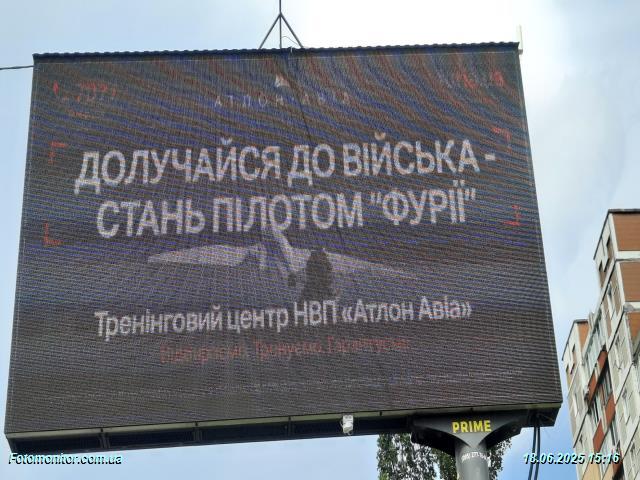 АТЛОН АВІА
ДОЛУЧАЙСЯ ДО ВІЙСЬКА -
СТАНЬ ПІЛОТОМ "ФУРІЇ"
Тренінговий центр НВП «Атлон Авіа»
PRIME
Fotomonitor.com.ua
18.06.2025 15:16